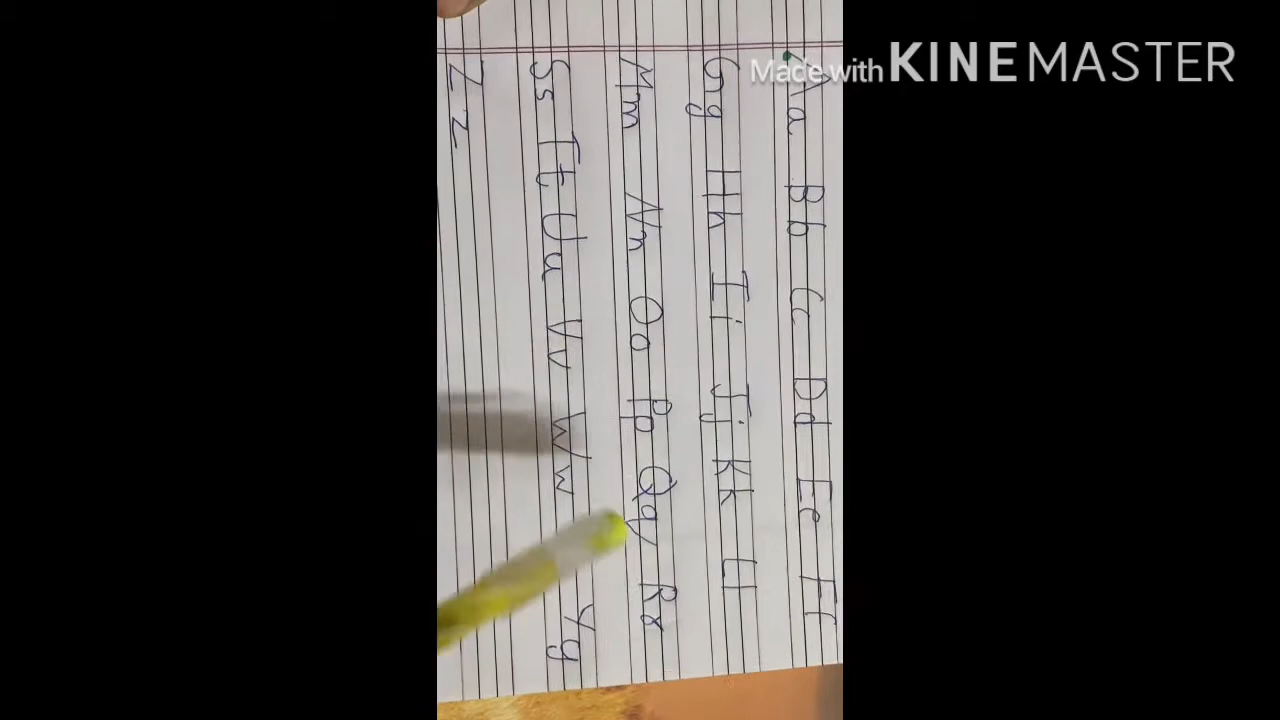 Made with KINEMASTER
Aa Bb Cc Dd Ee Ff
Gg Hh Ii Jj Kk Ll
Mm Nn Oo Pp Qq Rr
Ss Tt Uu Vv Ww Yy
Zz